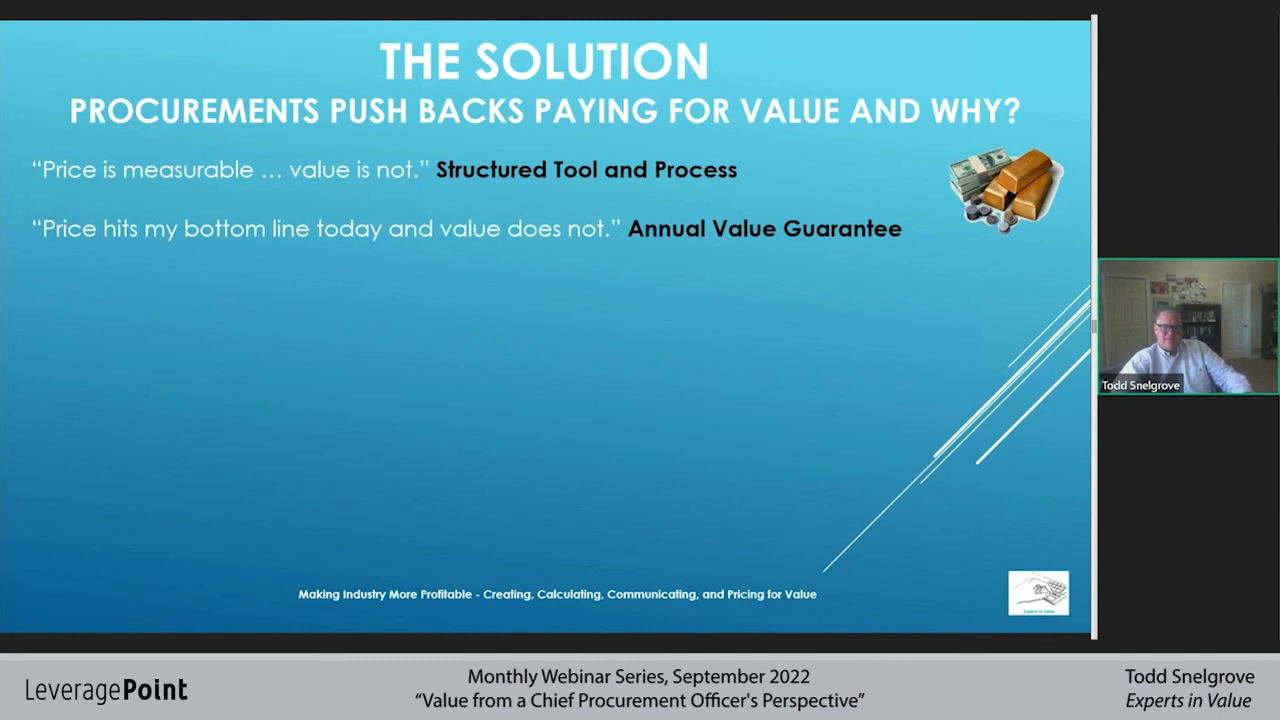 THE SOLUTION
PROCUREMENTS PUSH BACKS PAYING FOR VALUE AND WHY?
“Price is measurable … value is not.” Structured Tool and Process
“Price hits my bottom line today and value does not.” Annual Value Guarantee
Making Industry More Profitable - Creating, Calculating, Communicating, and Pricing for Value
Experts in Value
Todd Snelgrove
LeveragePoint
Monthly Webinar Series, September 2022
“Value from a Chief Procurement Officer's Perspective”
Todd Snelgrove
Experts in Value